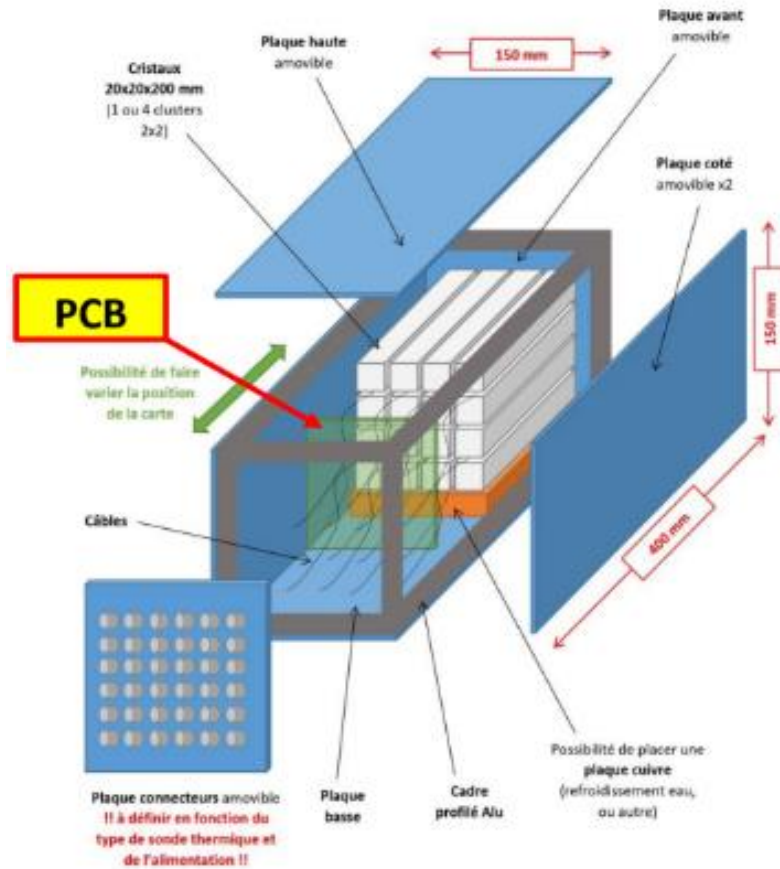 Plaque avant
amovible
Plaque haute
amovible
150 mm
Cristaux
20x20x200 mm
(1 ou 4 clusters
2x2)
Plaque coté
amovible x2
PCB
150 mm
Possibilité de faire
varier la position
de la carte
Câbles
400 mm
Possibilité de placer une
plaque cuivre
(refroidissement eau,
ou autre)
Plaque connecteurs amovible
!! à définir en fonction du
type de sonde thermique et
de l'alimentation !!
Plaque
basse
Cadre
profilé Alu